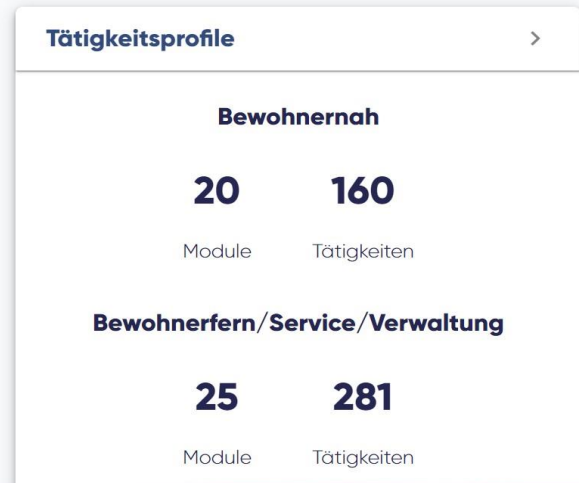 Tätigkeitsprofile
Bewohnernah
20 160
Module Tätigkeiten
Bewohnerfern/Service/Verwaltung
25 281
Module Tätigkeiten